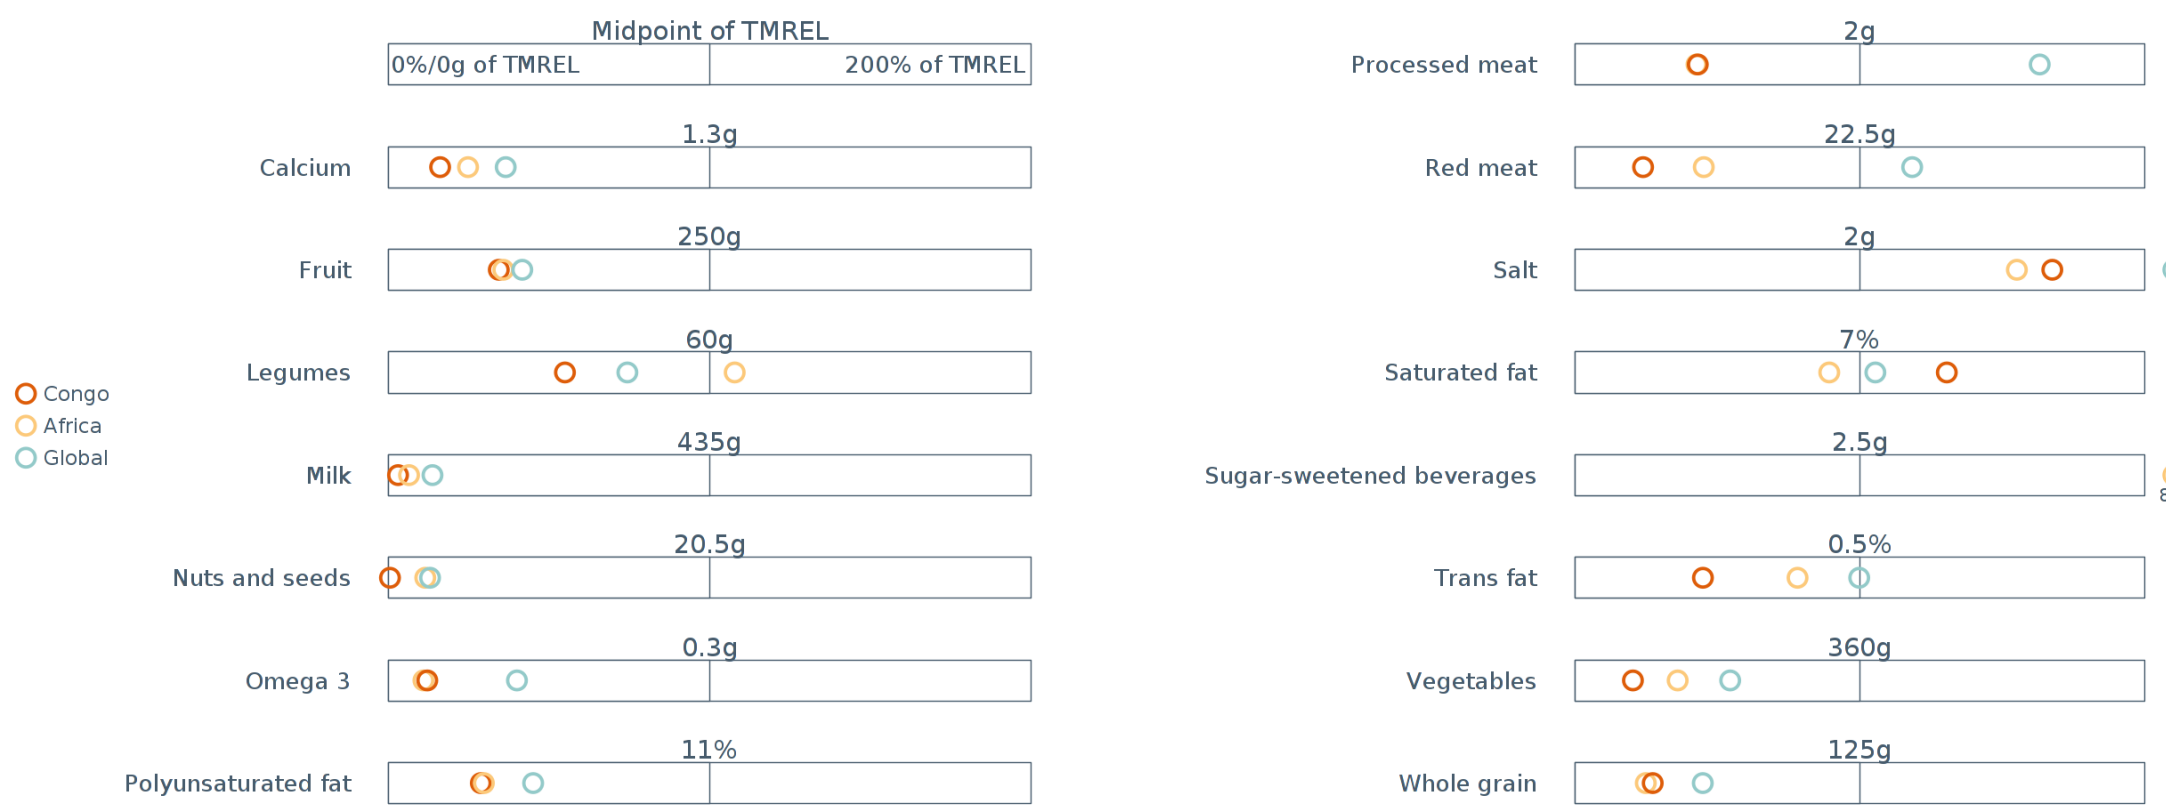 Midpoint of TMREL
0%/0g of TMREL
200% of TMREL
Calcium
1.3g
Fruit
250g
Legumes
60g
Milk
435g
Nuts and seeds
20.5g
Omega 3
0.3g
Polyunsaturated fat
11%
Congo
Africa
Global
Processed meat
2g
Red meat
22.5g
Salt
2g
Saturated fat
7%
Sugar-sweetened beverages
2.5g
Trans fat
0.5%
Vegetables
360g
Whole grain
125g